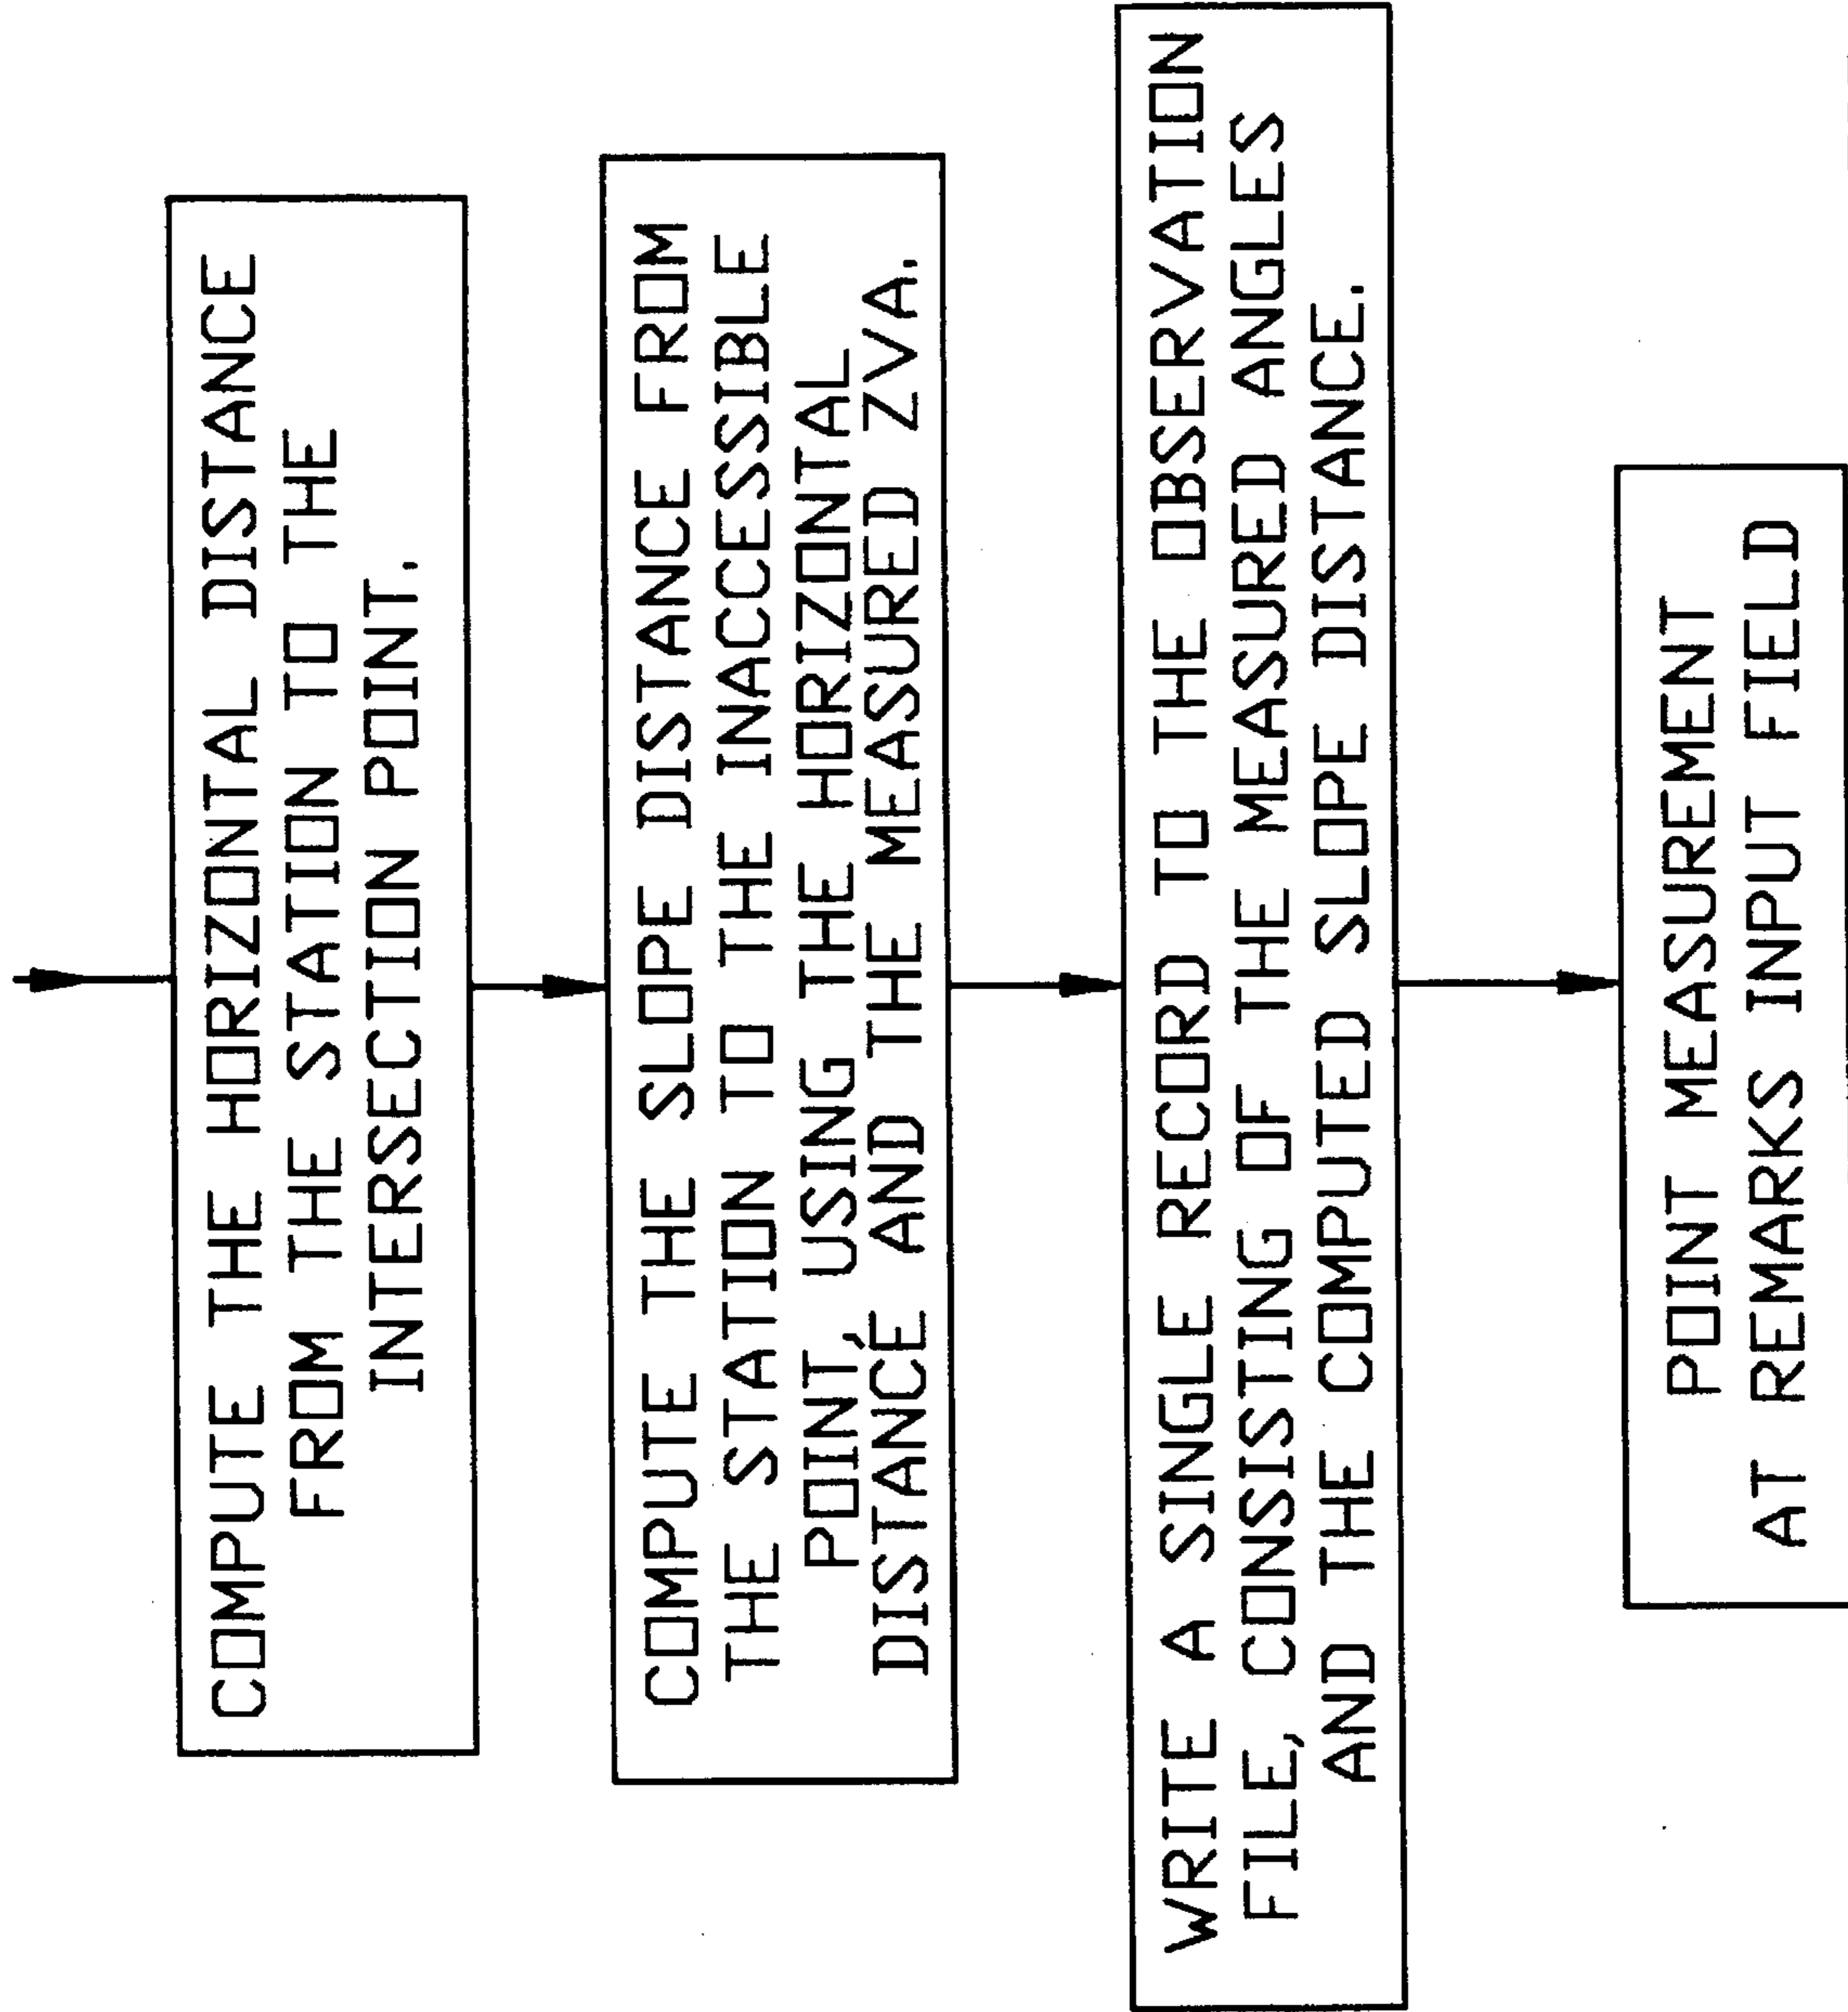 COMPUTE THE HORIZONTAL DISTANCE
FROM THE STATION TO THE
INTERSECTION POINT.
COMPUTE THE SLOPE DISTANCE FROM
THE STATION TO THE INACCESSIBLE
POINT, USING THE HORIZONTAL
DISTANCE AND THE MEASURED ZVA.
WRITE A SINGLE RECORD TO THE OBSERVATION
FILE, CONSISTING OF THE MEASURED ANGLES
AND THE COMPUTED SLOPE DISTANCE.
POINT MEASUREMENT
AT REMARKS INPUT FIELD